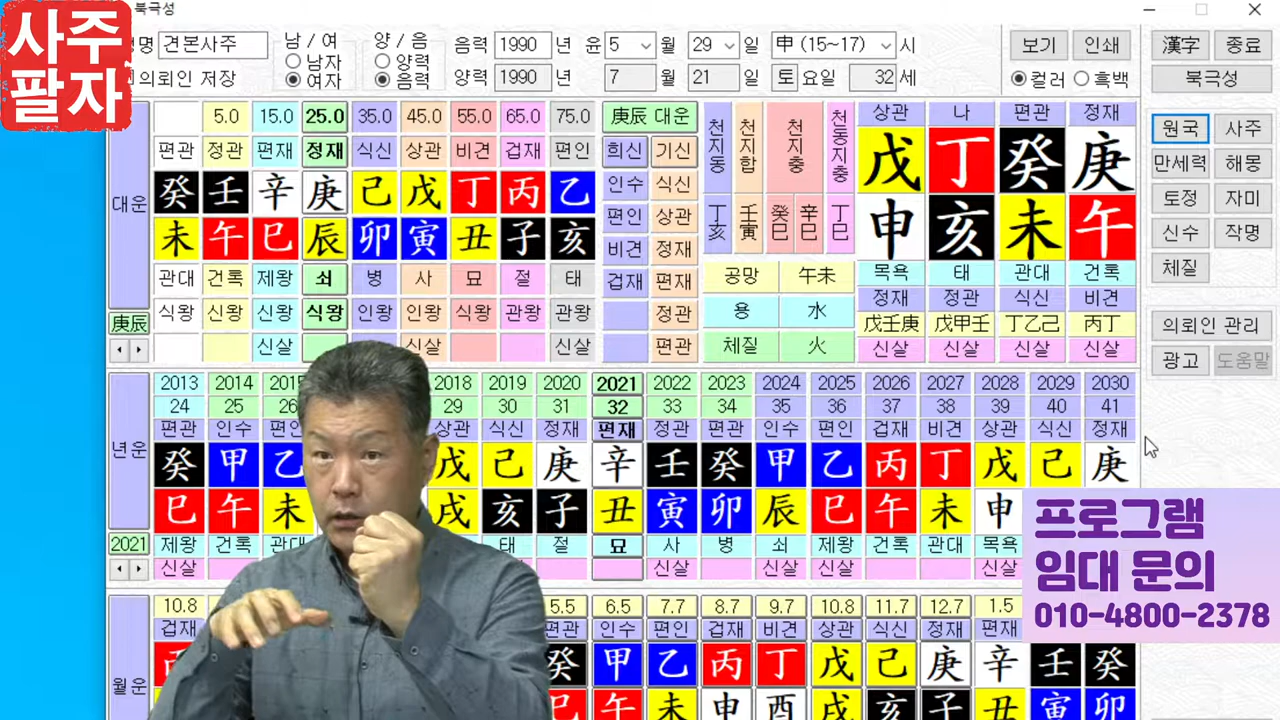 사주
팔자
북극성
성명 견본사주 남 / 여 양 / 음 음력 1990 년 윤 5 월 29 일 申 (15~17) 시 보기 인쇄 漢字 종료
의뢰인 저장 남자 여자 양력 음력 양력 1990 년 7 월 21 일 토 요일 32 세 컬러 흑백 북극성
대운 5.0 15.0 25.0 35.0 45.0 55.0 65.0 75.0
편관 정관 편재 정재 식신 상관 비견 겁재 편인
癸 壬 辛 庚 己 戊 丁 丙 乙
未 午 巳 辰 卯 寅 丑 子 亥
관대 건록 제왕 쇠 병 사 묘 절 태
식왕 신왕 신왕 식왕 인왕 인왕 식왕 관왕 관왕
庚辰 신살 신살 신살
庚辰 대운
희신 기신
인수 식신
편인 상관
비견 정재
겁재 편재
정관
편관
천지동 천지합 천지충 천동지충
丁亥 壬寅 癸巳 辛巳 丁巳
공망 午未
용 水
체질 火
상관 나 편관 정재
戊 丁 癸 庚
申 亥 未 午
목욕 태 관대 건록
정재 정관 식신 비견
戊壬庚 戊甲壬 丁乙己 丙丁
신살 신살 신살 신살
원국 사주
만세력 해몽
토정 자미
신수 작명
체질
의뢰인 관리
광고 도움말
년운 2013 2014 2015 2018 2019 2020 2021 2022 2023 2024 2025 2026 2027 2028 2029 2030
24 25 26 29 30 31 32 33 34 35 36 37 38 39 40 41
편관 인수 편인 상관 식신 정재 편재 정관 편관 인수 편인 겁재 비견 상관 식신 정재
癸 甲 乙 戊 己 庚 辛 壬 癸 甲 乙 丙 丁 戊 己 庚
巳 午 未 戌 亥 子 丑 寅 卯 辰 巳 午 未 申
2021 제왕 건록 관대 태 절 묘 사 병 쇠 제왕 건록 관대 목욕
신살 신살 신살 신살 신살
프로그램
임대 문의
010-4800-2378
월운 10.8 5.5 6.5 7.7 8.7 9.7 10.8 11.7 12.7 1.5
겁재 편관 인수 편인 겁재 비견 상관 식신 정재 편재
丙 癸 甲 乙 丙 丁 戊 己 庚 辛 壬 癸
巳 午 未 申 酉 戌 亥 子 丑 寅 卯